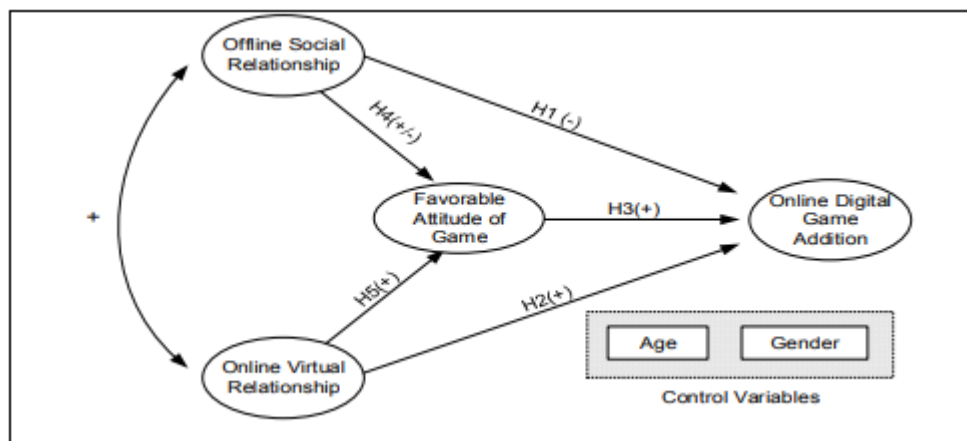 Offline Social
Relationship
H1 (-)
H4(+/-)
+
Favorable
Attitude of
Game
H3(+)
Online Digital
Game
Addition
H5(+)
H2(+)
Online Virtual
Relationship
Age
Gender
Control Variables